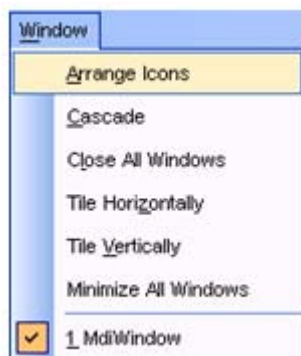 Window
Arrange Icons
Cascade
Close All Windows
Tile Horizontally
Tile Vertically
Minimize All Windows
1 MdiWindow